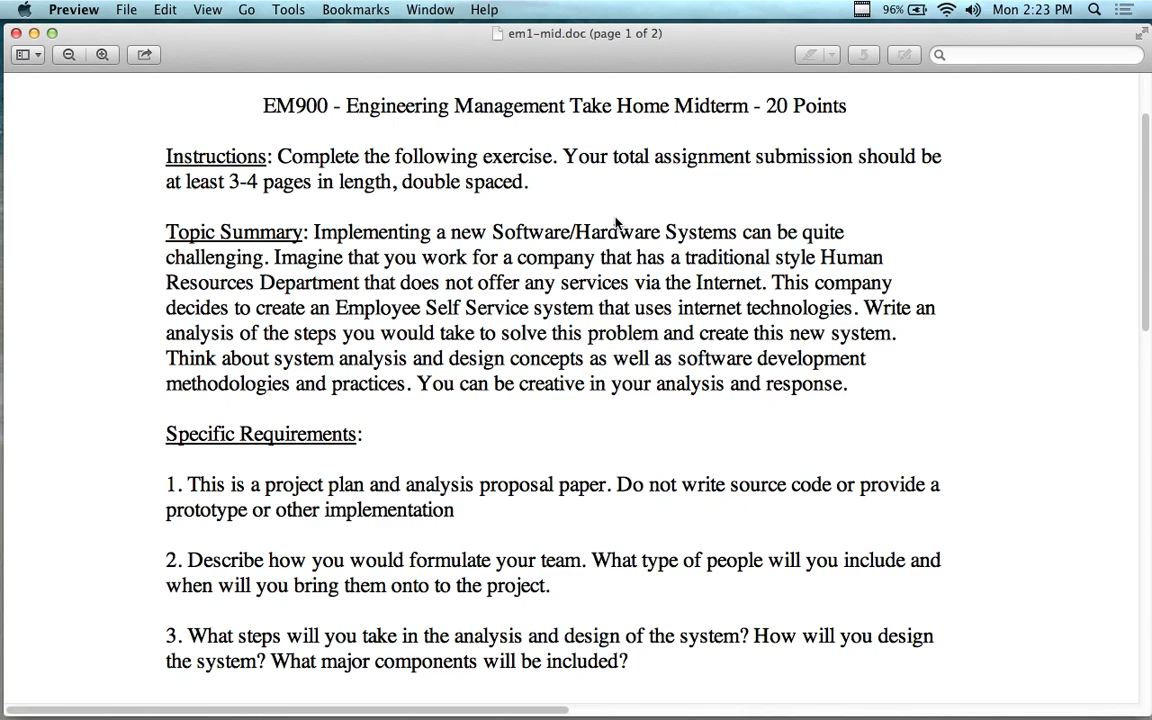 Preview File Edit View Go Tools Bookmarks Window Help 96% Mon 2:23 PM
em1-mid.doc (page 1 of 2)
EM900 - Engineering Management Take Home Midterm - 20 Points
Instructions: Complete the following exercise. Your total assignment submission should be
at least 3-4 pages in length, double spaced.
Topic Summary: Implementing a new Software/Hardware Systems can be quite
challenging. Imagine that you work for a company that has a traditional style Human
Resources Department that does not offer any services via the Internet. This company
decides to create an Employee Self Service system that uses internet technologies. Write an
analysis of the steps you would take to solve this problem and create this new system.
Think about system analysis and design concepts as well as software development
methodologies and practices. You can be creative in your analysis and response.
Specific Requirements:
1. This is a project plan and analysis proposal paper. Do not write source code or provide a
prototype or other implementation
2. Describe how you would formulate your team. What type of people will you include and
when will you bring them onto to the project.
3. What steps will you take in the analysis and design of the system? How will you design
the system? What major components will be included?